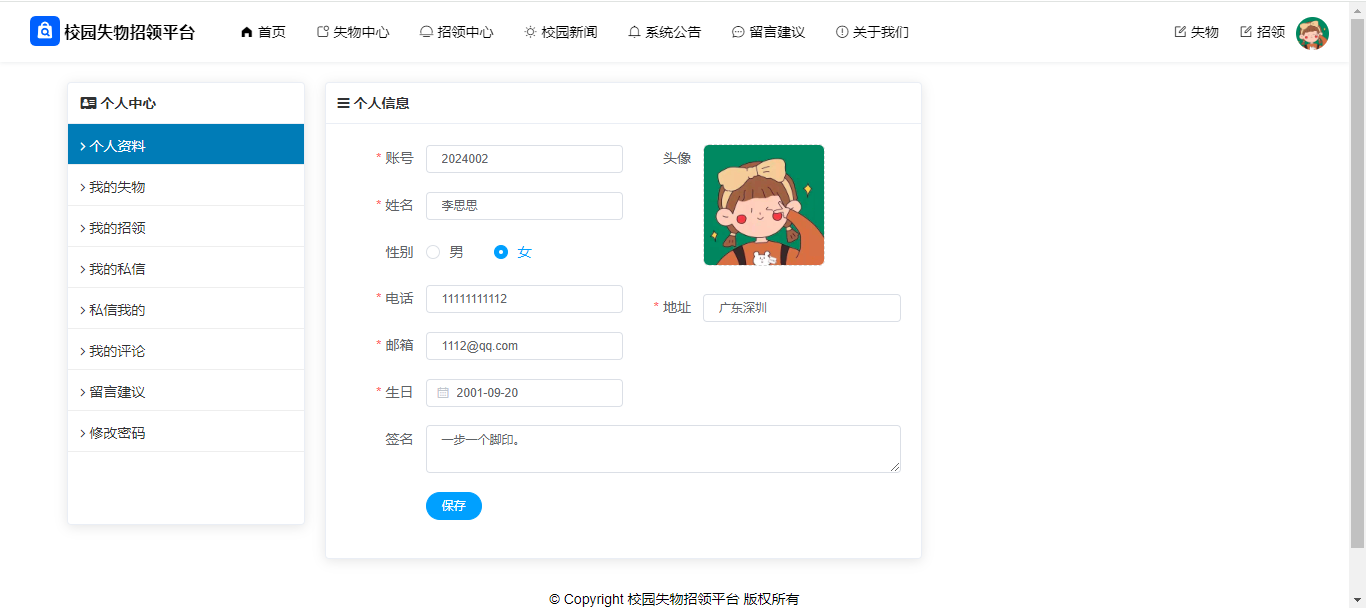 校园失物招领平台 首页 失物中心 招领中心 校园新闻 系统公告 留言建议 关于我们 失物 招领
个人中心
个人资料
我的失物
我的招领
我的私信
私信我的
我的评论
留言建议
修改密码
个人信息
* 账号 2024002 头像
* 姓名 李思思
性别 男 女
* 电话 11111111112 * 地址 广东深圳
* 邮箱 1112@qq.com
* 生日 2001-09-20
签名 一步一个脚印。
保存
© Copyright 校园失物招领平台 版权所有